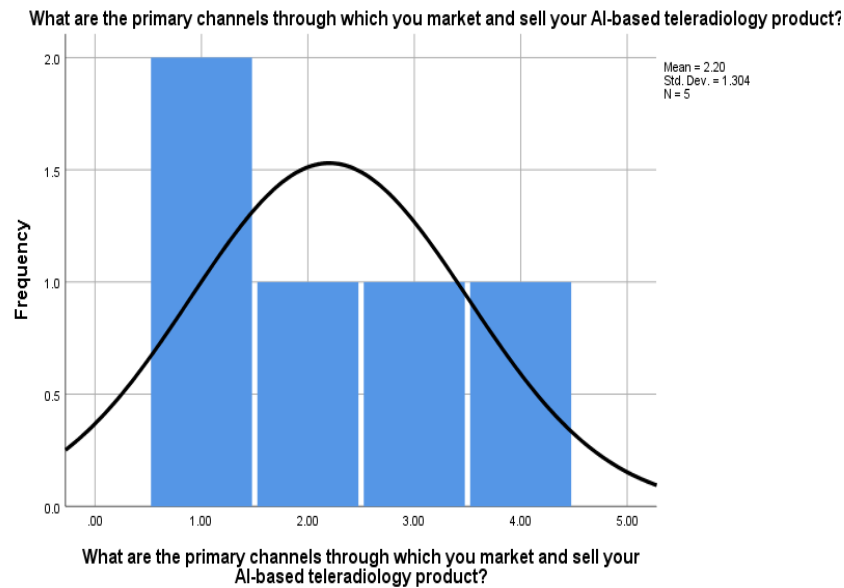 What are the primary channels through which you market and sell your AI-based teleradiology product?
Mean = 2.20
Std. Dev. = 1.304
N = 5
Frequency
2.0
1.5
1.0
0.5
0.0
.00 1.00 2.00 3.00 4.00 5.00
What are the primary channels through which you market and sell your
AI-based teleradiology product?